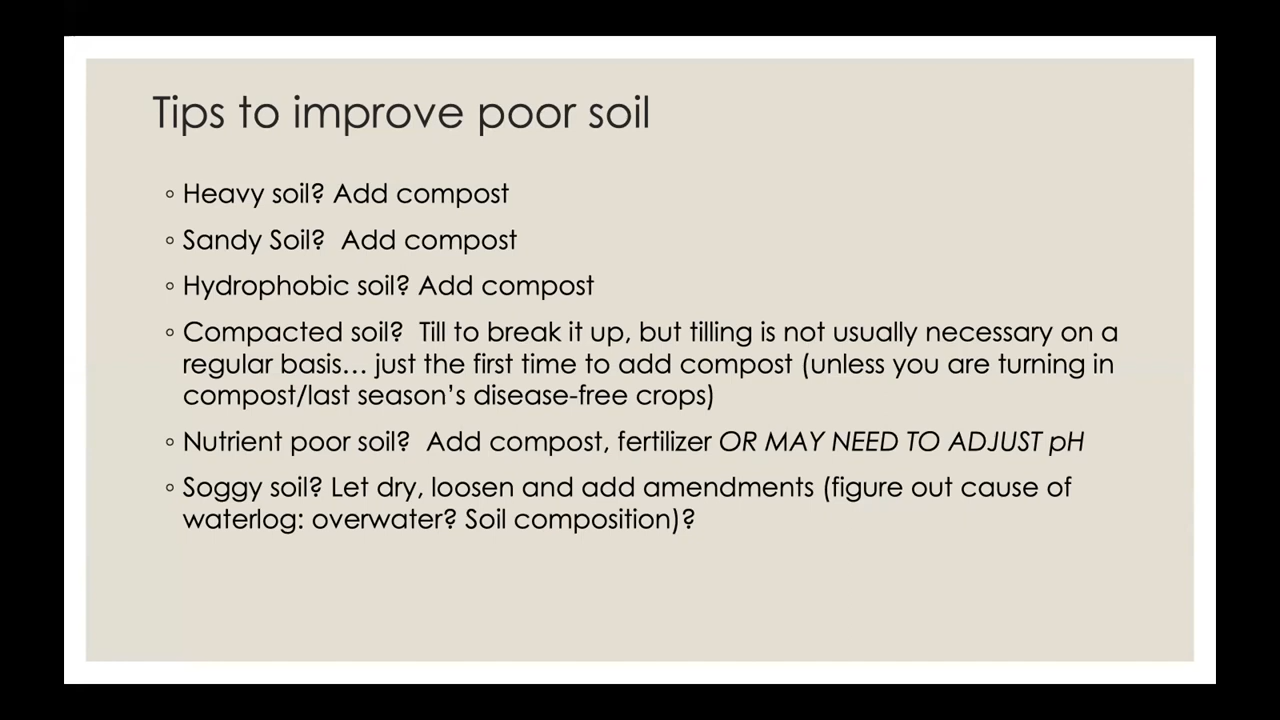 Tips to improve poor soil
◦ Heavy soil? Add compost
◦ Sandy Soil?  Add compost
◦ Hydrophobic soil? Add compost
◦ Compacted soil?  Till to break it up, but tilling is not usually necessary on a
regular basis… just the first time to add compost (unless you are turning in
compost/last season’s disease-free crops)
◦ Nutrient poor soil?  Add compost, fertilizer OR MAY NEED TO ADJUST pH
◦ Soggy soil? Let dry, loosen and add amendments (figure out cause of
waterlog: overwater? Soil composition)?